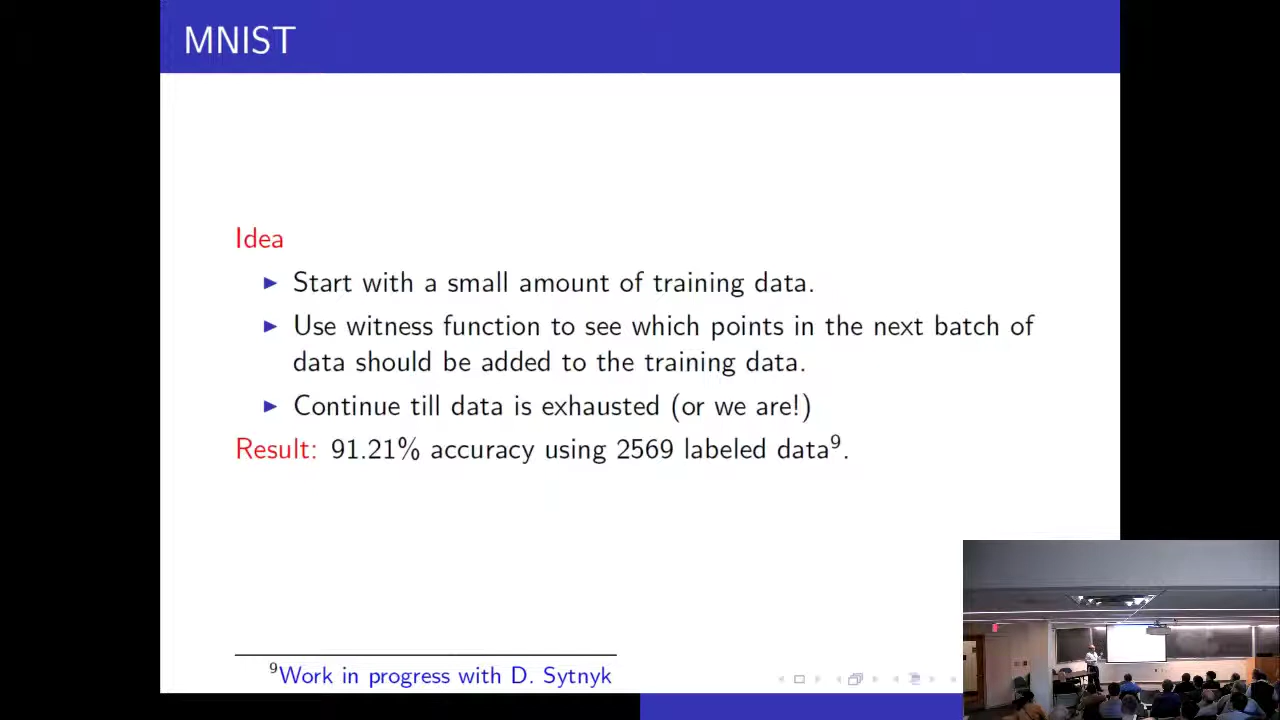 MNIST
Idea
▶ Start with a small amount of training data.
▶ Use witness function to see which points in the next batch of
data should be added to the training data.
▶ Continue till data is exhausted (or we are!)
Result: 91.21% accuracy using 2569 labeled data⁹.
⁹Work in progress with D. Sytnyk